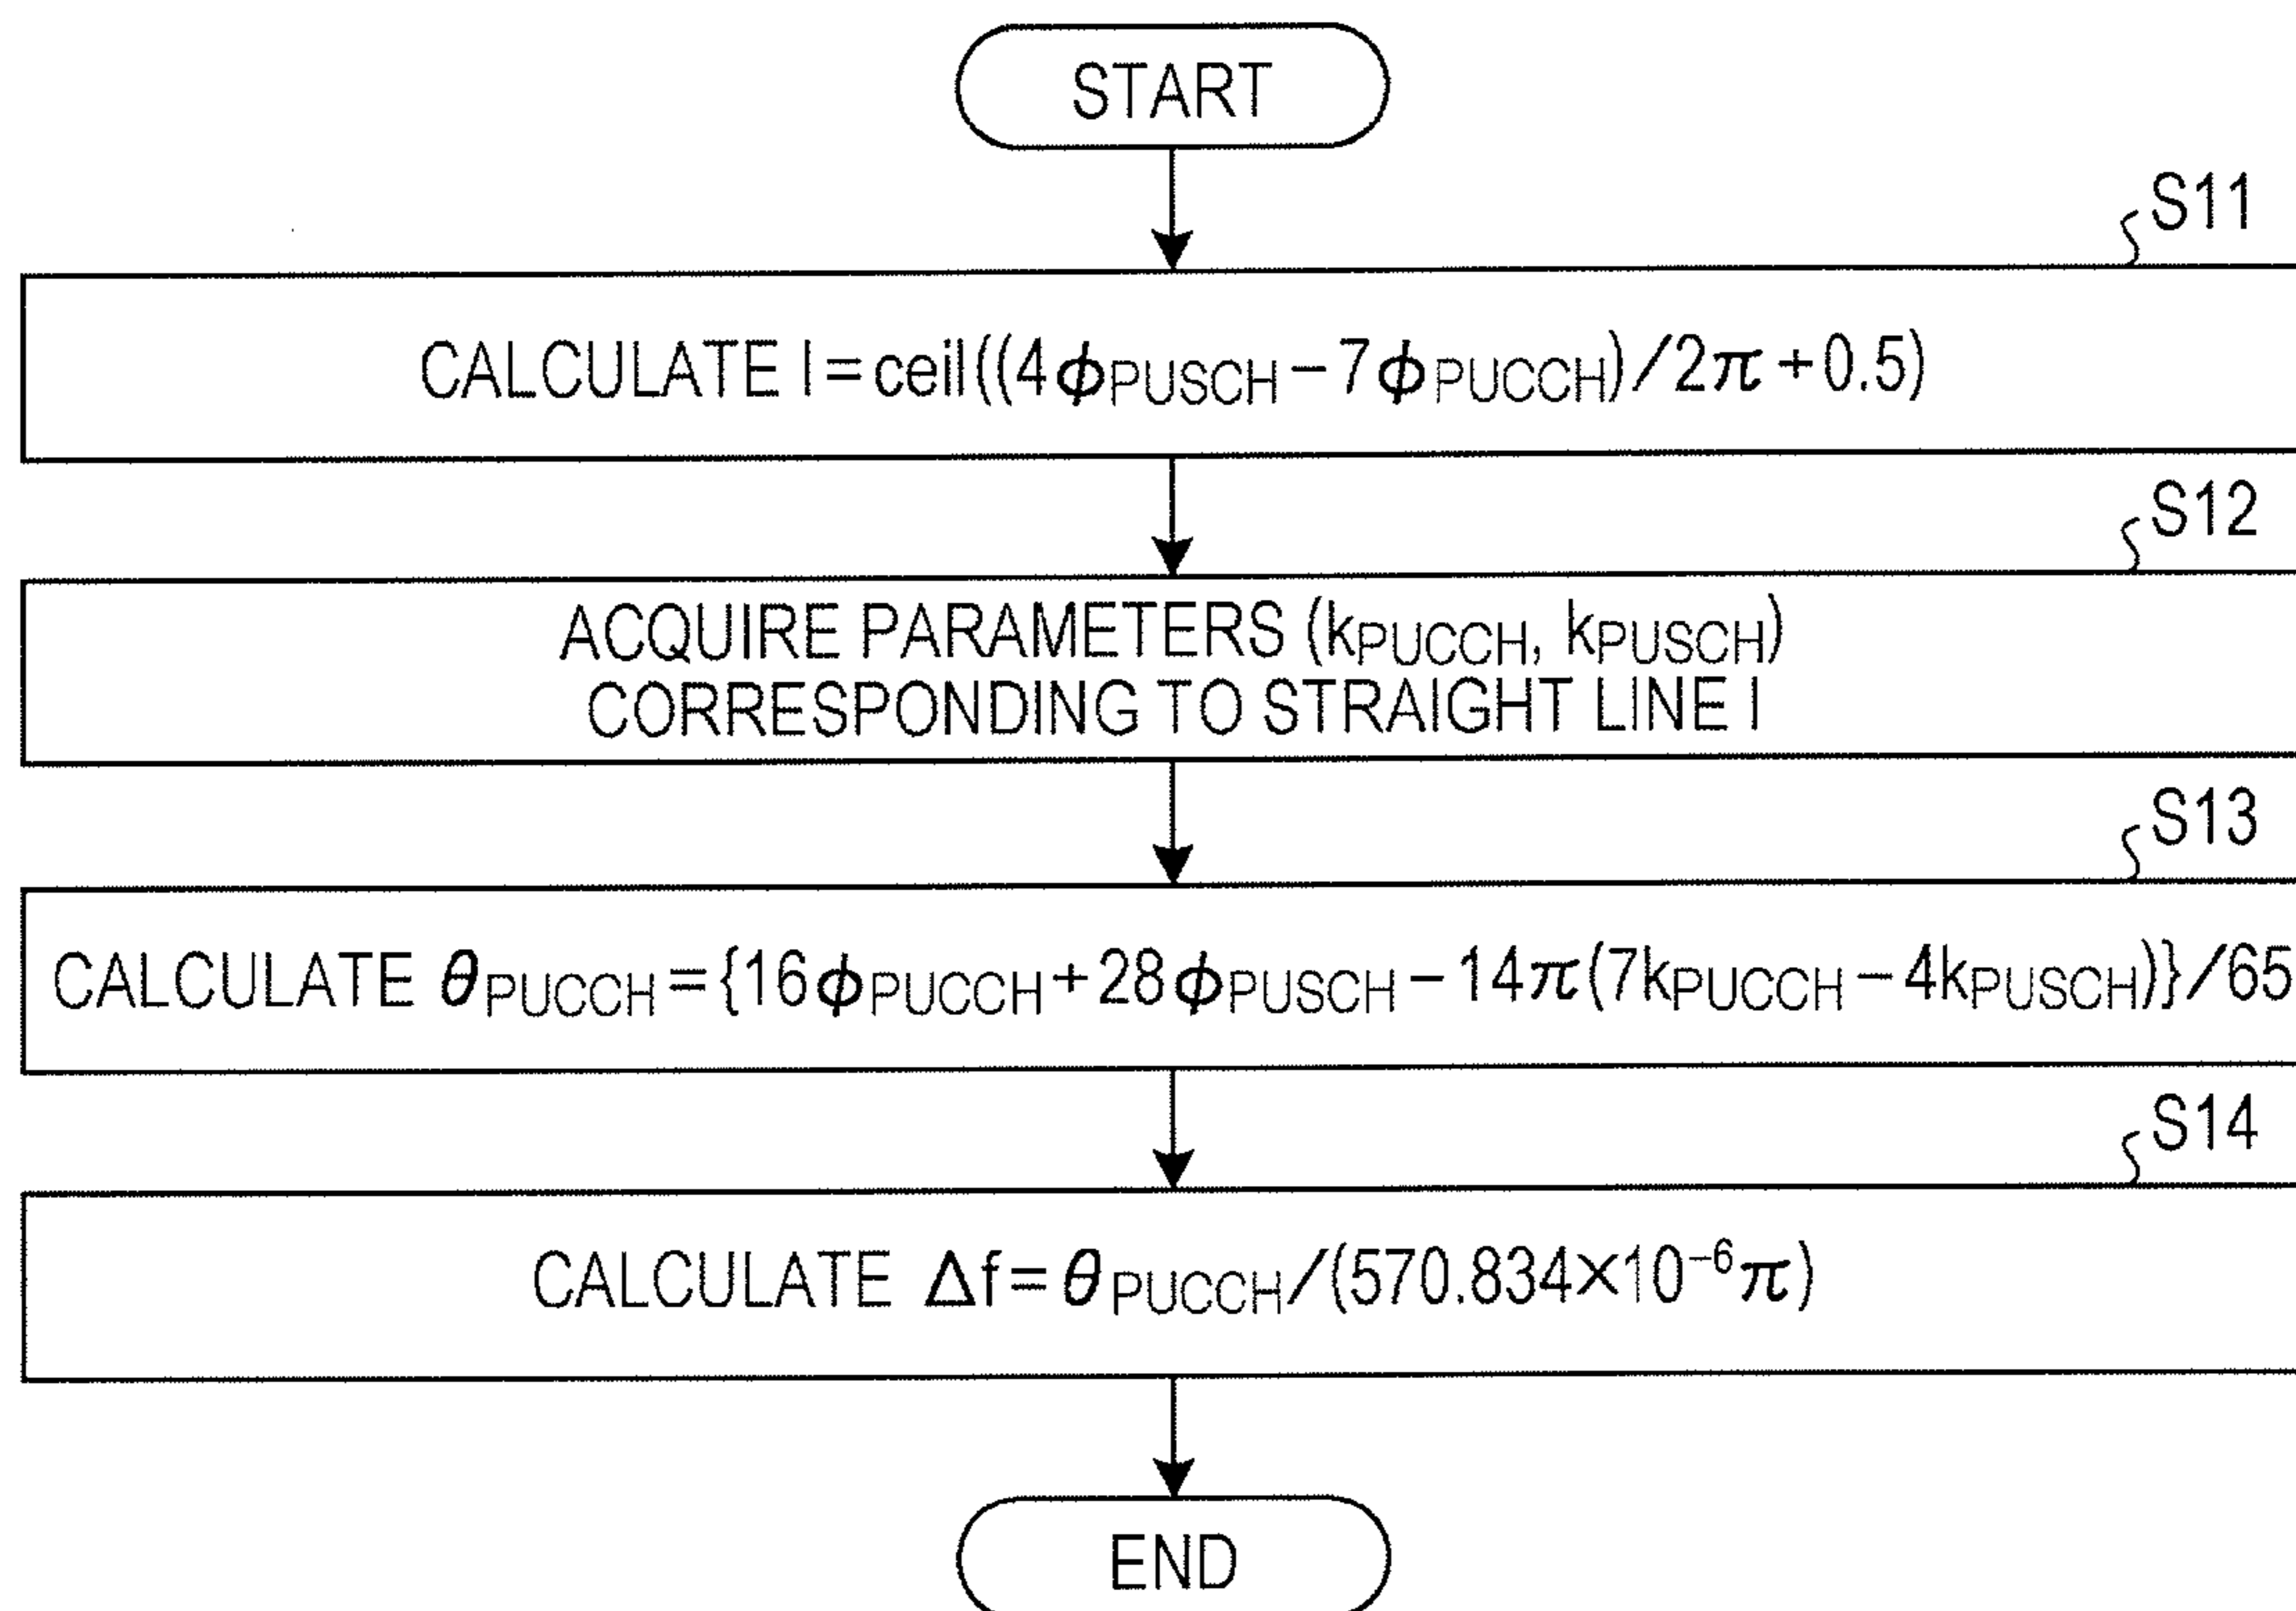 START
S11
CALCULATE l=ceil((4ϕPUSCH−7ϕPUCCH)/2π+0.5)
S12
ACQUIRE PARAMETERS (kPUCCH, kPUSCH)
CORRESPONDING TO STRAIGHT LINE l
S13
CALCULATE θPUCCH={16ϕPUCCH+28ϕPUSCH−14π(7kPUCCH−4kPUSCH)}/65
S14
CALCULATE Δf=θPUCCH/(570.834×10⁻⁶π)
END